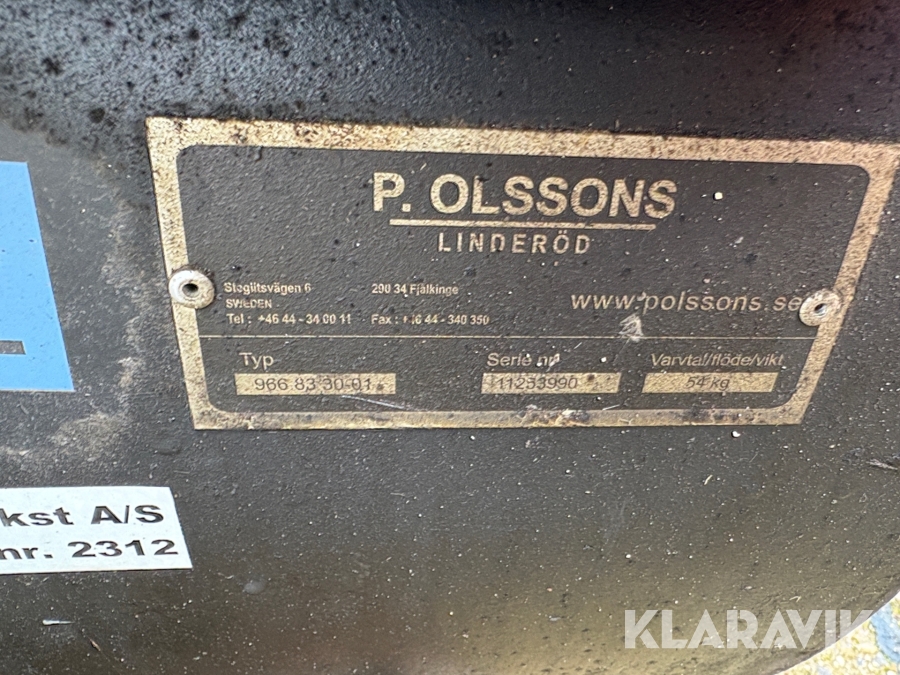 P. OLSSONS
LINDERÖD
Steglitsvägen 6 290 34 Fjälkinge
SWEDEN
Tel : +46 44 - 34 00 11 Fax : +46 44 - 340 350
www.polssons.se
Typ Serie nr Varvtal/flöde/vikt
966 83 30-01 11233990 54 kg
kst A/S
nr. 2312
KLARAVIK